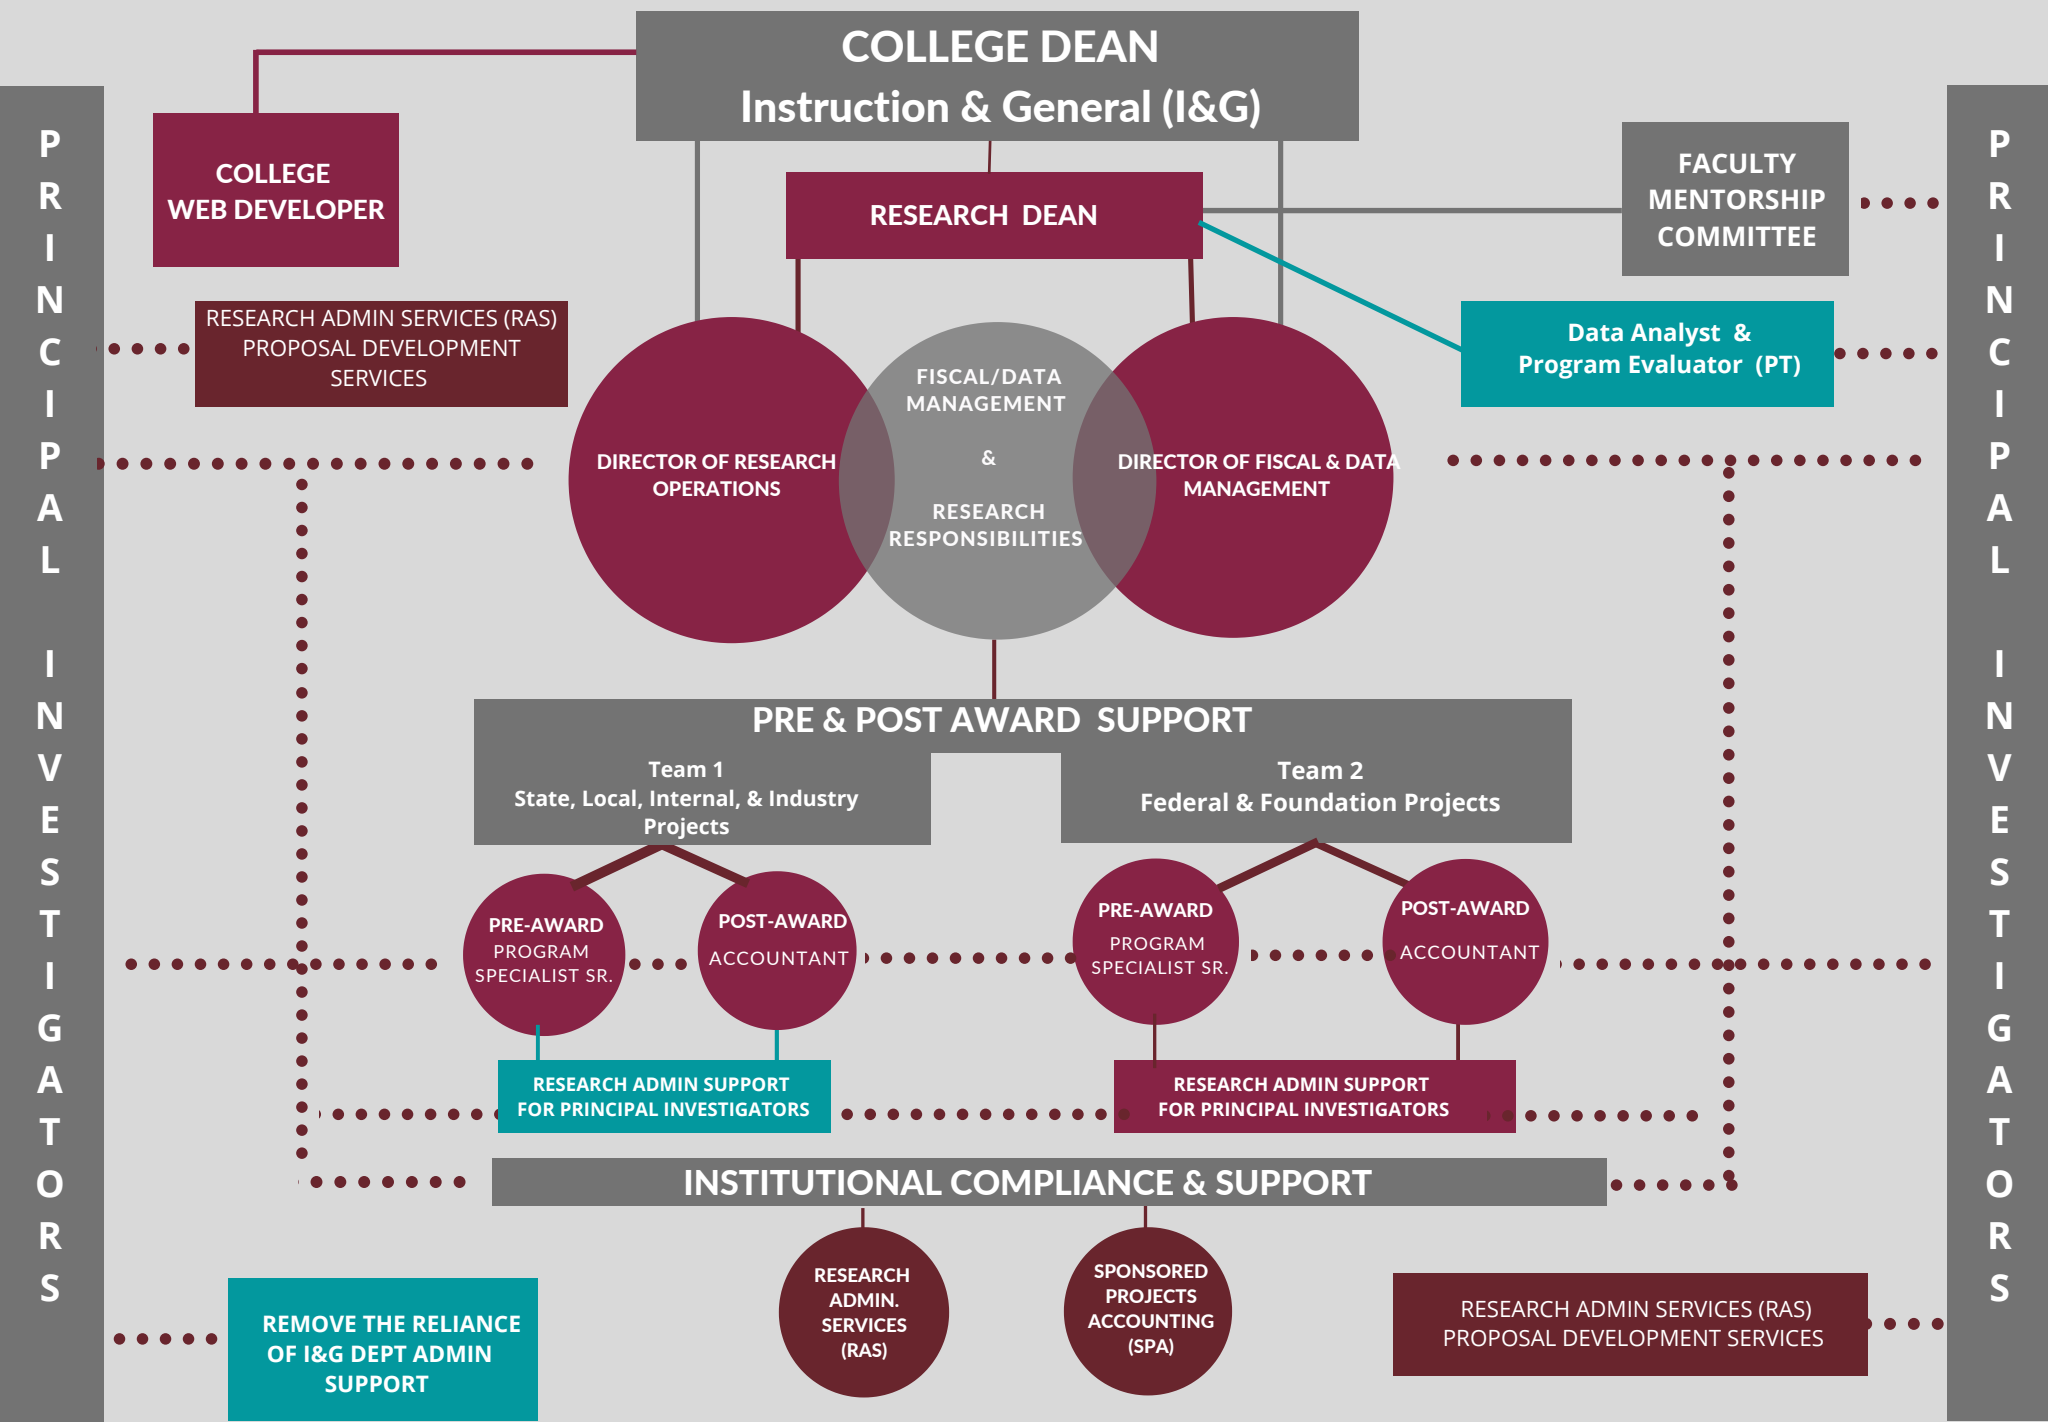 COLLEGE DEAN
Instruction & General (I&G)
PRINCIPAL INVESTIGATORS
COLLEGE
WEB DEVELOPER
RESEARCH DEAN
FACULTY
MENTORSHIP
COMMITTEE
PRINCIPAL INVESTIGATORS
RESEARCH ADMIN SERVICES (RAS)
PROPOSAL DEVELOPMENT
SERVICES
Data Analyst &
Program Evaluator (PT)
DIRECTOR OF RESEARCH
OPERATIONS
FISCAL/DATA
MANAGEMENT
&
RESEARCH
RESPONSIBILITIES
DIRECTOR OF FISCAL & DATA
MANAGEMENT
PRE & POST AWARD SUPPORT
Team 1
State, Local, Internal, & Industry
Projects
Team 2
Federal & Foundation Projects
PRE-AWARD
PROGRAM
SPECIALIST SR.
POST-AWARD
ACCOUNTANT
PRE-AWARD
PROGRAM
SPECIALIST SR.
POST-AWARD
ACCOUNTANT
RESEARCH ADMIN SUPPORT
FOR PRINCIPAL INVESTIGATORS
RESEARCH ADMIN SUPPORT
FOR PRINCIPAL INVESTIGATORS
INSTITUTIONAL COMPLIANCE & SUPPORT
REMOVE THE RELIANCE
OF I&G DEPT ADMIN
SUPPORT
RESEARCH
ADMIN.
SERVICES
(RAS)
SPONSORED
PROJECTS
ACCOUNTING
(SPA)
RESEARCH ADMIN SERVICES (RAS)
PROPOSAL DEVELOPMENT SERVICES